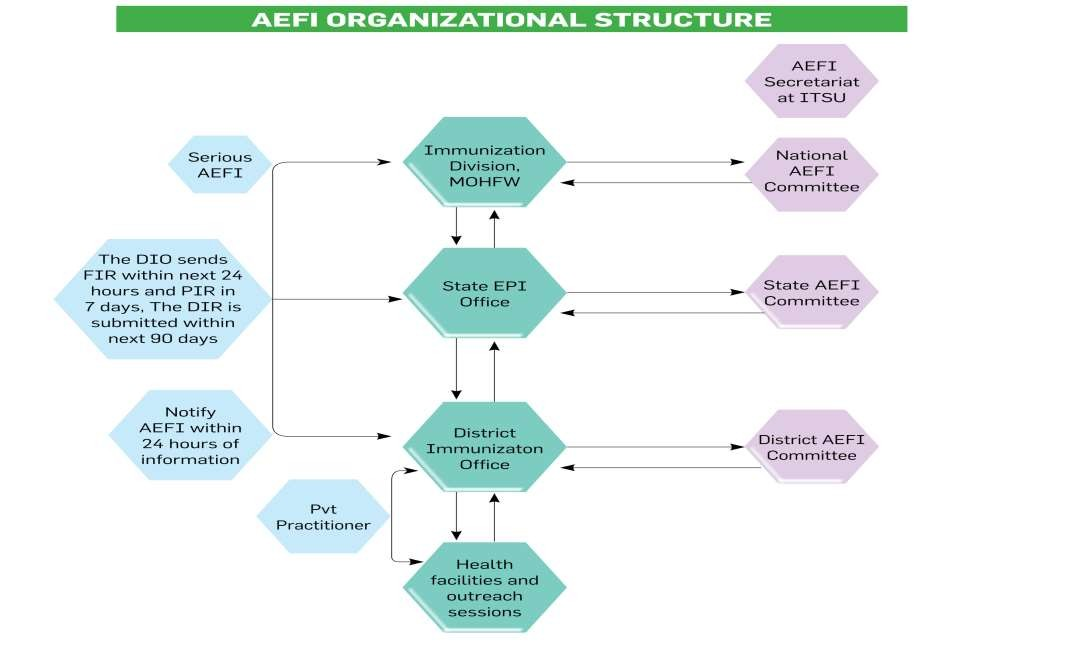 AEFI ORGANIZATIONAL STRUCTURE
AEFI
Secretariat
at ITSU
Serious
AEFI
Immunization
Division,
MOHFW
National
AEFI
Committee
The DIO sends
FIR within next 24
hours and PIR in
7 days, The DIR is
submitted within
next 90 days
State EPI
Office
State AEFI
Committee
Notify
AEFI within
24 hours of
information
District
Immunizaton
Office
District AEFI
Committee
Pvt
Practitioner
Health
facilities and
outreach
sessions